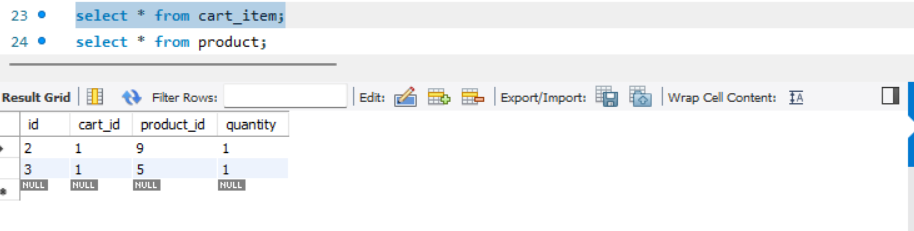 23 select * from cart_item;
24 select * from product;
Result Grid Filter Rows: Edit: Export/Import: Wrap Cell Content: IA
id cart_id product_id quantity
2 1 9 1
3 1 5 1
NULL NULL NULL NULL